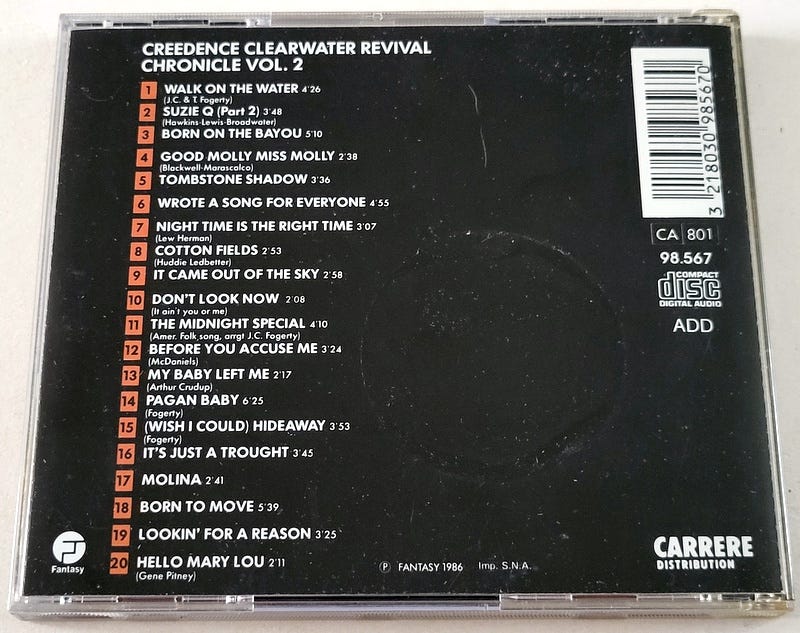 CREEDENCE CLEARWATER REVIVAL
CHRONICLE VOL. 2
1 WALK ON THE WATER 4'26
(J.C. & T. Fogerty)
2 SUZIE Q (Part 2) 3'48
(Hawkins-Lewis-Broadwater)
3 BORN ON THE BAYOU 5'10
4 GOOD MOLLY MISS MOLLY 2'38
(Blackwell-Marascalco)
5 TOMBSTONE SHADOW 3'36
6 WROTE A SONG FOR EVERYONE 4'55
7 NIGHT TIME IS THE RIGHT TIME 3'07
(Lew Herman)
8 COTTON FIELDS 2'53
(Huddie Ledbetter)
9 IT CAME OUT OF THE SKY 2'58
10 DON'T LOOK NOW 2'08
(It ain't you or me)
11 THE MIDNIGHT SPECIAL 4'10
(Amer. Folk song, arrgt J.C. Fogerty)
12 BEFORE YOU ACCUSE ME 3'24
(McDaniels)
13 MY BABY LEFT ME 2'17
(Arthur Crudup)
14 PAGAN BABY 6'25
(Fogerty)
15 (WISH I COULD) HIDEAWAY 3'53
(Fogerty)
16 IT'S JUST A TROUGHT 3'45
17 MOLINA 2'41
18 BORN TO MOVE 5'39
19 LOOKIN' FOR A REASON 3'25
20 HELLO MARY LOU 2'11
(Gene Pitney)
Fantasy
Ⓟ FANTASY 1986 Imp. S.N.A.
3 218030 985670
CA 801
98.567
COMPACT
disc
DIGITAL AUDIO
ADD
CARRERE
DISTRIBUTION